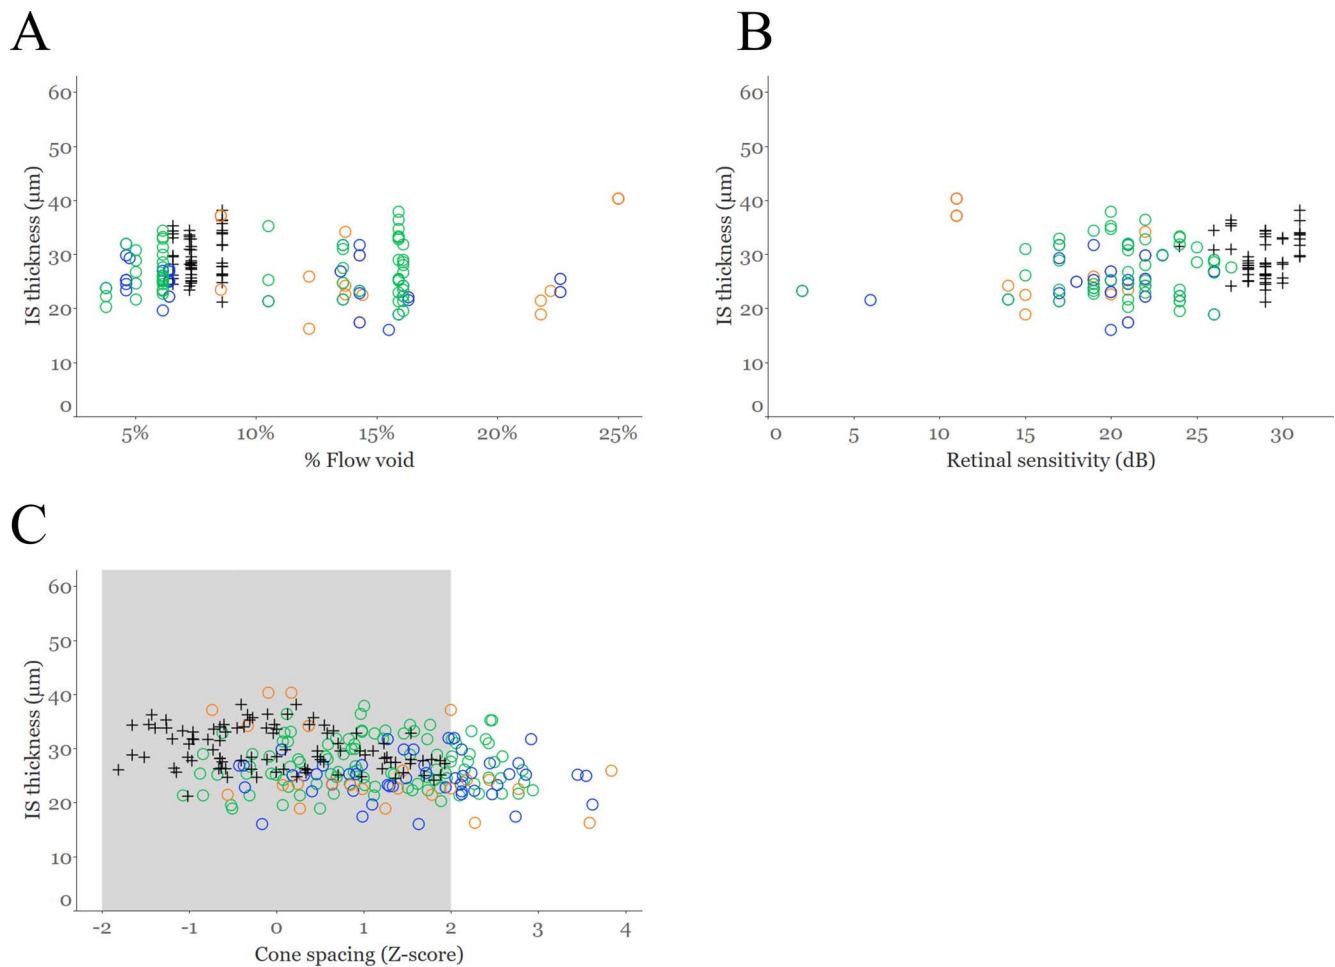 A
60
50
40
30
20
10
0
IS thickness (µm)
5% 10% 15% 20% 25%
% Flow void
B
60
50
40
30
20
10
0
IS thickness (µm)
0 5 10 15 20 25 30
Retinal sensitivity (dB)
C
60
50
40
30
20
10
0
IS thickness (µm)
-2 -1 0 1 2 3 4
Cone spacing (Z-score)